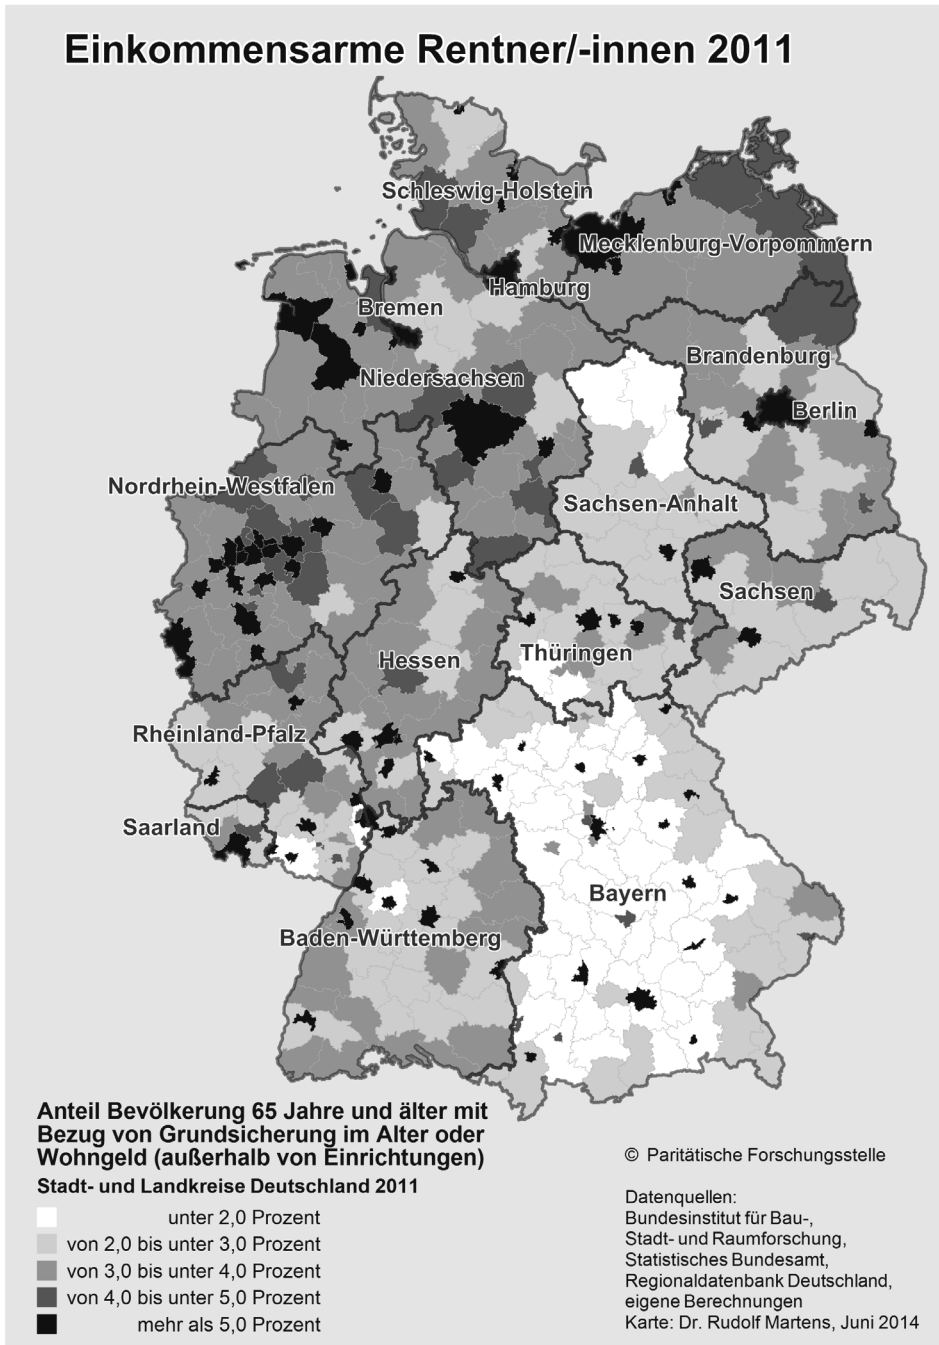 Einkommensarme Rentner/-innen 2011
Schleswig-Holstein
Mecklenburg-Vorpommern
Hamburg
Bremen
Brandenburg
Niedersachsen
Berlin
Nordrhein-Westfalen
Sachsen-Anhalt
Sachsen
Thüringen
Hessen
Rheinland-Pfalz
Saarland
Bayern
Baden-Württemberg
Anteil Bevölkerung 65 Jahre und älter mit
Bezug von Grundsicherung im Alter oder
Wohngeld (außerhalb von Einrichtungen)
Stadt- und Landkreise Deutschland 2011
unter 2,0 Prozent
von 2,0 bis unter 3,0 Prozent
von 3,0 bis unter 4,0 Prozent
von 4,0 bis unter 5,0 Prozent
mehr als 5,0 Prozent
© Paritätische Forschungsstelle
Datenquellen:
Bundesinstitut für Bau-,
Stadt- und Raumforschung,
Statistisches Bundesamt,
Regionaldatenbank Deutschland,
eigene Berechnungen
Karte: Dr. Rudolf Martens, Juni 2014